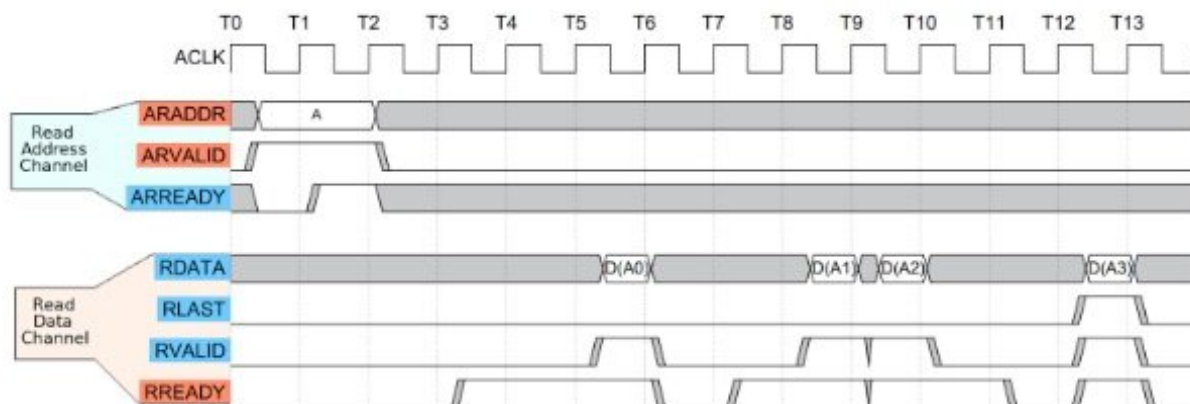 T0 T1 T2 T3 T4 T5 T6 T7 T8 T9 T10 T11 T12 T13
ACLK
Read
Address
Channel
ARADDR
A
ARVALID
ARREADY
Read
Data
Channel
RDATA
D(A0)
D(A1)
D(A2)
D(A3)
RLAST
RVALID
RREADY